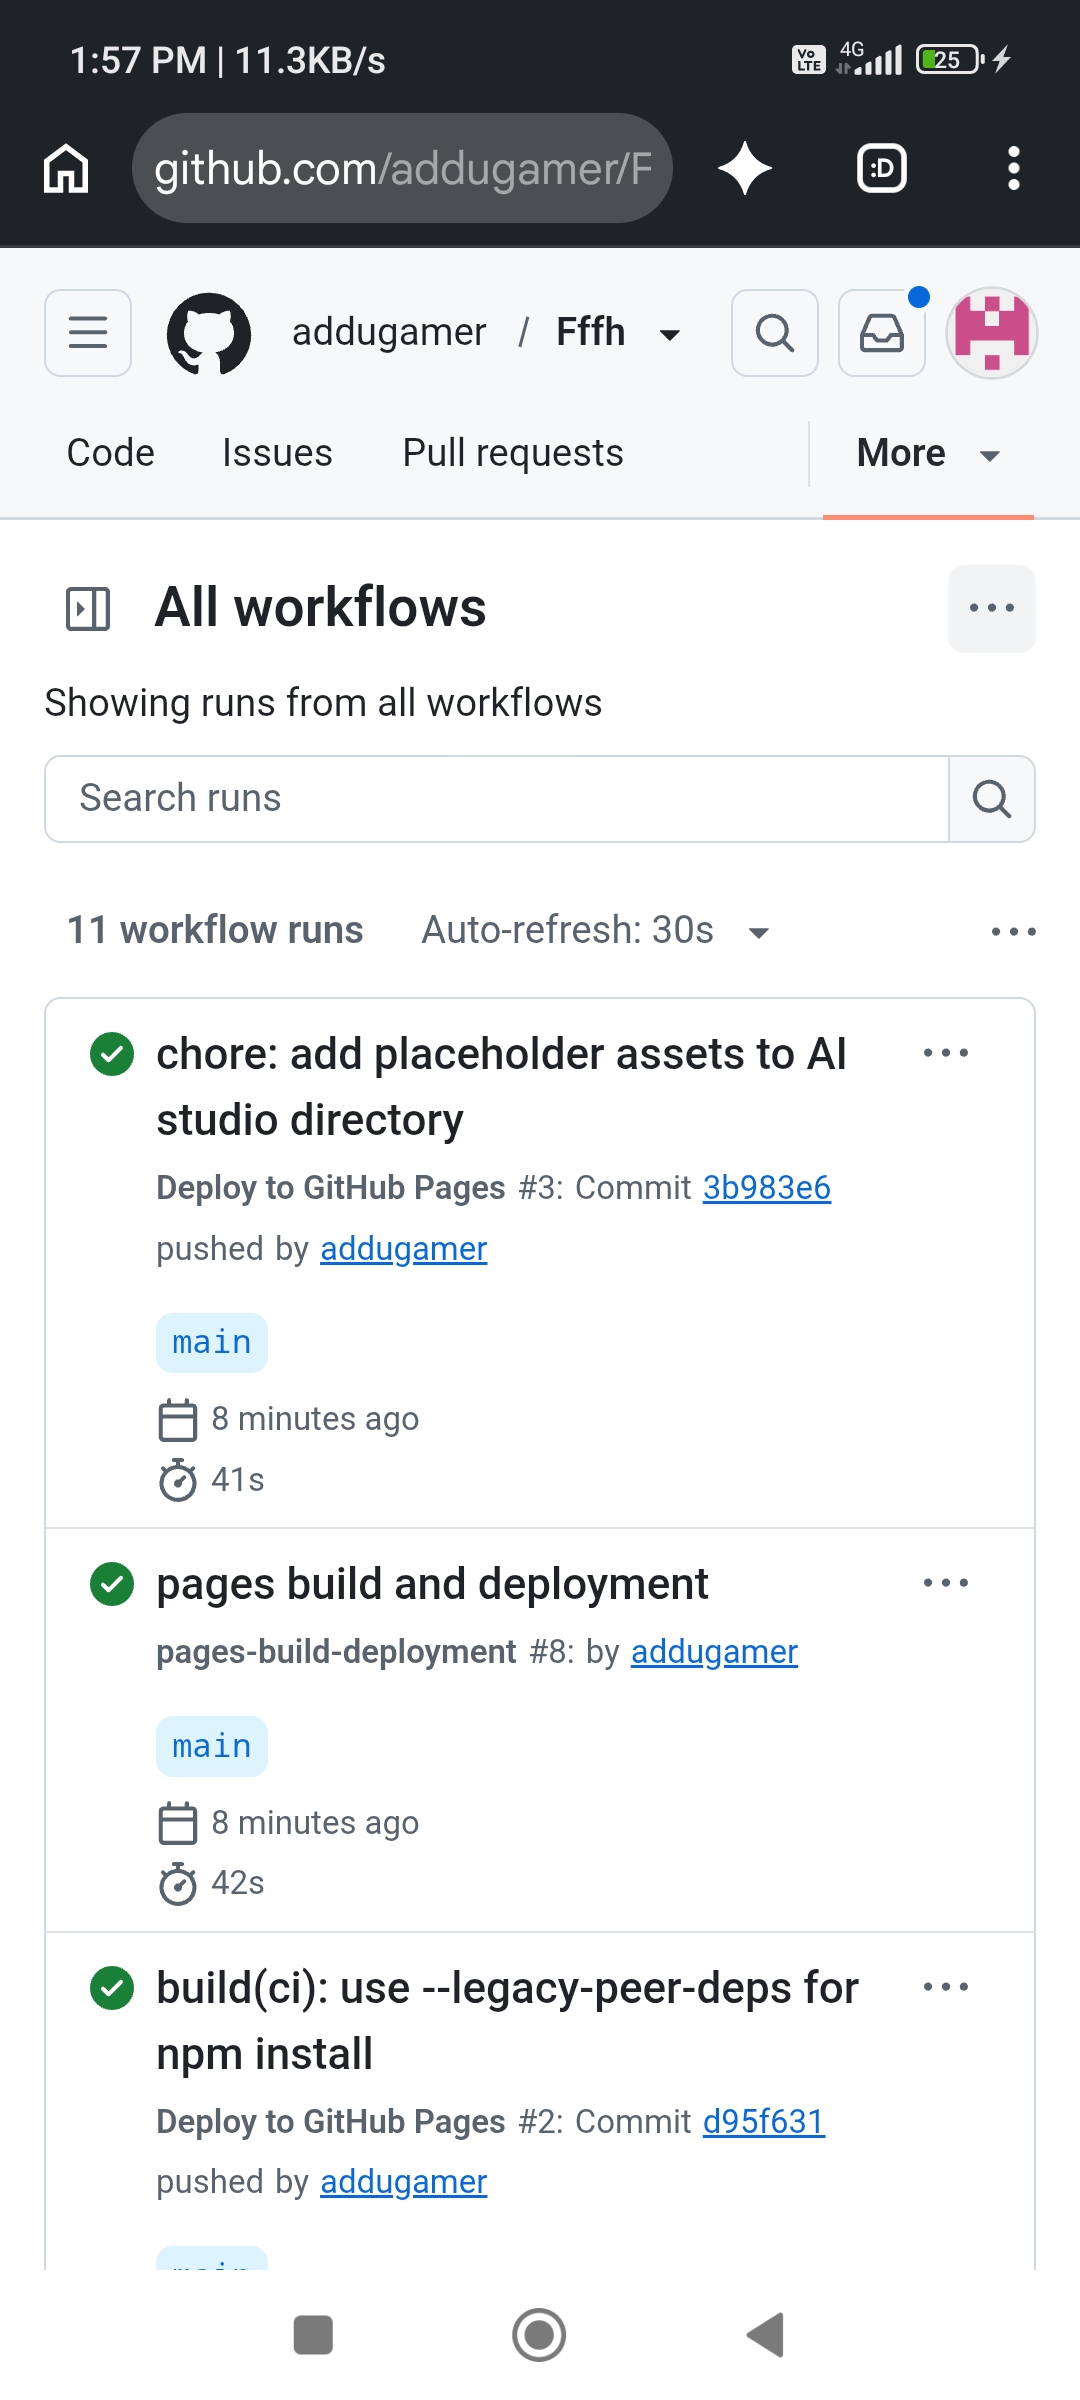 1:57 PM | 11.3KB/s
Vo LTE 4G 25
github.com/addugamer/F
:D
addugamer / Fffh
Code Issues Pull requests More
All workflows
Showing runs from all workflows
Search runs
11 workflow runs Auto-refresh: 30s
chore: add placeholder assets to AI
studio directory
Deploy to GitHub Pages #3: Commit 3b983e6
pushed by addugamer
main
8 minutes ago
41s
pages build and deployment
pages-build-deployment #8: by addugamer
main
8 minutes ago
42s
build(ci): use --legacy-peer-deps for
npm install
Deploy to GitHub Pages #2: Commit d95f631
pushed by addugamer
main